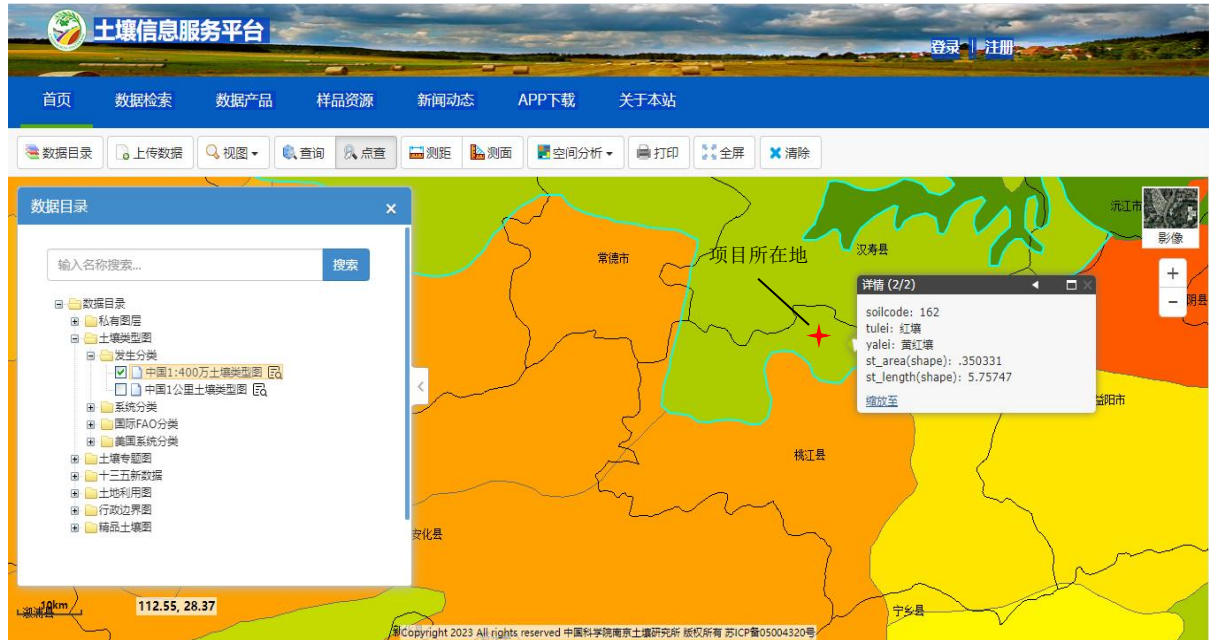 土壤信息服务平台
登录 | 注册
首页 数据检索 数据产品 样品资源 新闻动态 APP下载 关于本站
数据目录 上传数据 视图 查询 点查 测距 测面 空间分析 打印 全屏 清除
数据目录 ×
输入名称搜索... 搜索
数据目录
私有图层
土壤类型图
发生分类
中国1:400万土壤类型图
中国1公里土壤类型图
系统分类
国际FAO分类
美国系统分类
土壤专题图
十三五新数据
土地利用图
行政边界图
精品土壤图
沅江市
影像
+
−
阴县
汉寿县
常德市
项目所在地
详情 (2/2)
soilcode: 162
tulei: 红壤
yalei: 黄红壤
st_area(shape): .350331
st_length(shape): 5.75747
缩放至
益阳市
桃江县
安化县
宁乡县
溆浦县
10km
112.55, 28.37
Copyright 2023 All rights reserved 中国科学院南京土壤研究所 版权所有 苏ICP备05004320号